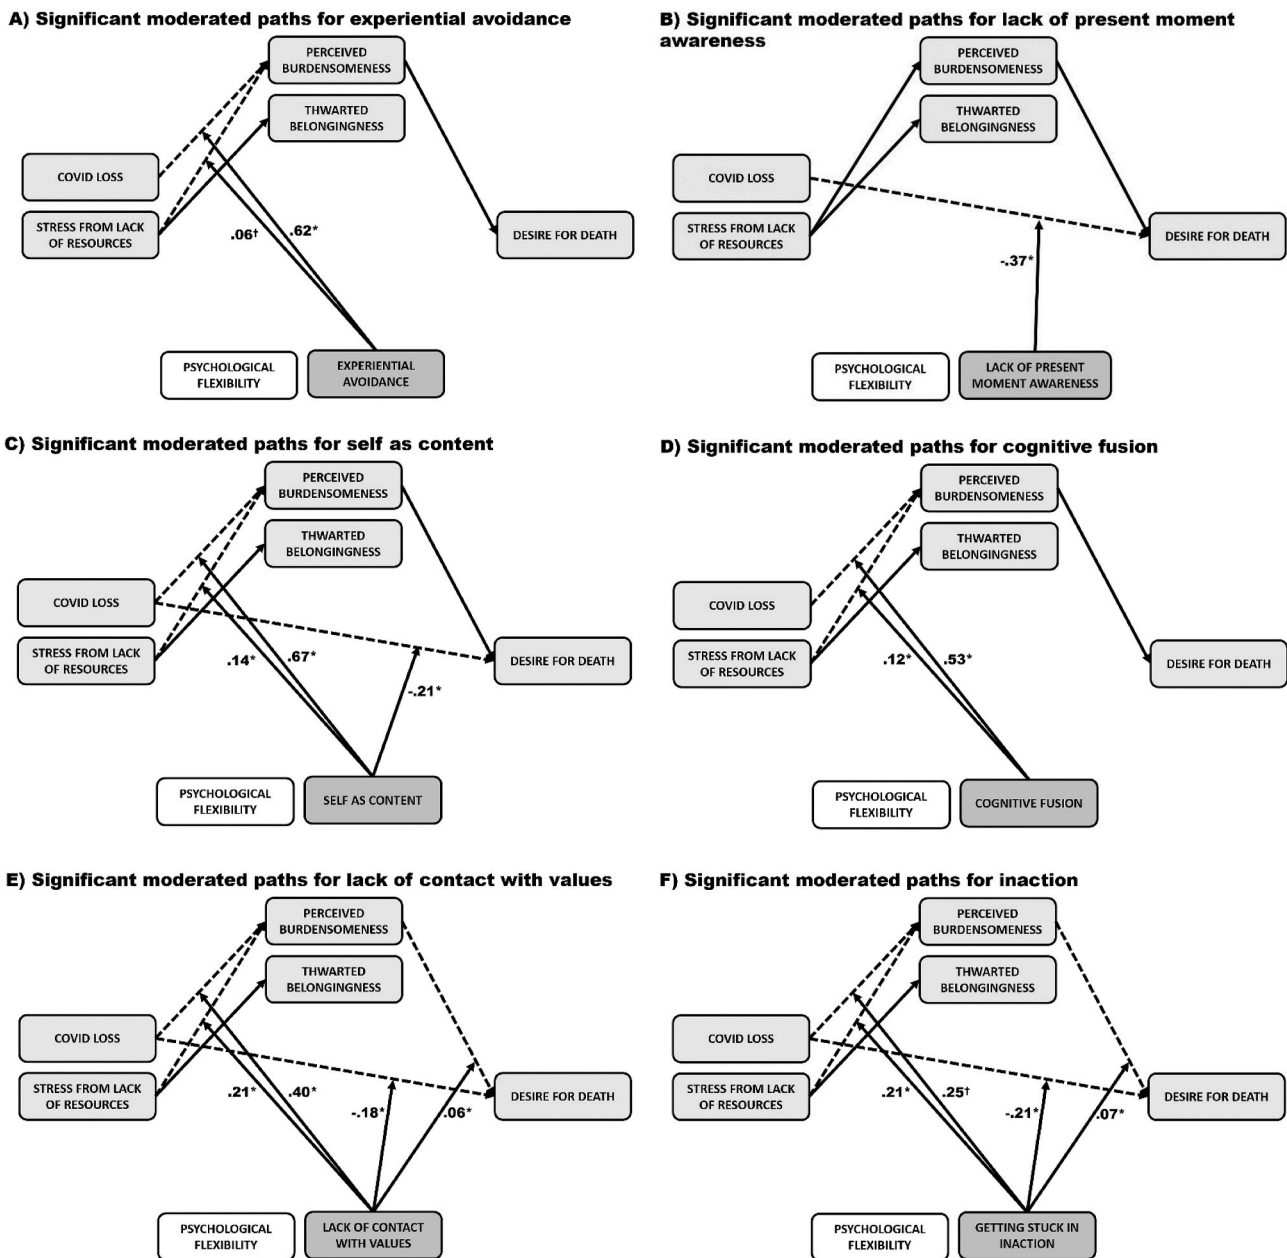 A) Significant moderated paths for experiential avoidance
PERCEIVED
BURDENSOMENESS
THWARTED
BELONGINGNESS
COVID LOSS
STRESS FROM LACK
OF RESOURCES
.06†
.62*
DESIRE FOR DEATH
PSYCHOLOGICAL
FLEXIBILITY
EXPERIENTIAL
AVOIDANCE
B) Significant moderated paths for lack of present moment
awareness
PERCEIVED
BURDENSOMENESS
THWARTED
BELONGINGNESS
COVID LOSS
STRESS FROM LACK
OF RESOURCES
DESIRE FOR DEATH
-.37*
PSYCHOLOGICAL
FLEXIBILITY
LACK OF PRESENT
MOMENT AWARENESS
C) Significant moderated paths for self as content
PERCEIVED
BURDENSOMENESS
THWARTED
BELONGINGNESS
COVID LOSS
STRESS FROM LACK
OF RESOURCES
.14*
.67*
-.21*
DESIRE FOR DEATH
PSYCHOLOGICAL
FLEXIBILITY
SELF AS CONTENT
D) Significant moderated paths for cognitive fusion
PERCEIVED
BURDENSOMENESS
THWARTED
BELONGINGNESS
COVID LOSS
STRESS FROM LACK
OF RESOURCES
.12*
.53*
DESIRE FOR DEATH
PSYCHOLOGICAL
FLEXIBILITY
COGNITIVE FUSION
E) Significant moderated paths for lack of contact with values
PERCEIVED
BURDENSOMENESS
THWARTED
BELONGINGNESS
COVID LOSS
STRESS FROM LACK
OF RESOURCES
.21*
.40*
-.18*
.06*
DESIRE FOR DEATH
PSYCHOLOGICAL
FLEXIBILITY
LACK OF CONTACT
WITH VALUES
F) Significant moderated paths for inaction
PERCEIVED
BURDENSOMENESS
THWARTED
BELONGINGNESS
COVID LOSS
STRESS FROM LACK
OF RESOURCES
.21*
.25†
-.21*
.07*
DESIRE FOR DEATH
PSYCHOLOGICAL
FLEXIBILITY
GETTING STUCK IN
INACTION